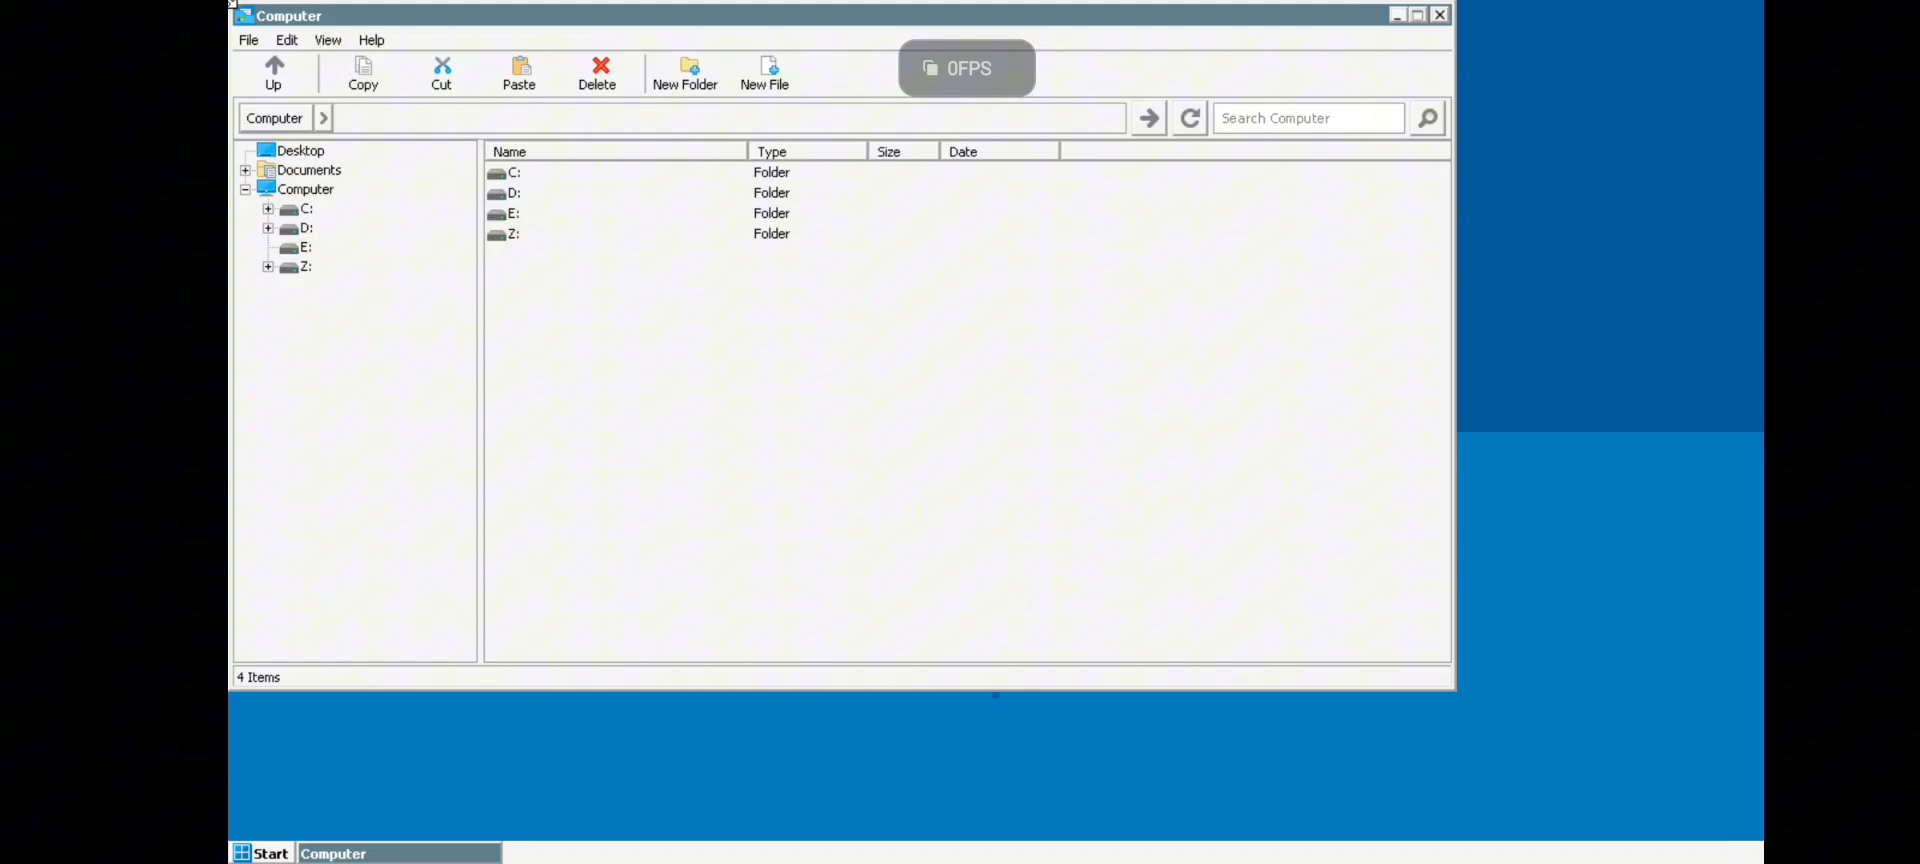 Computer
File Edit View Help
Up Copy Cut Paste Delete New Folder New File
0FPS
Computer
Search Computer
Desktop
Documents
Computer
C:
D:
E:
Z:
Name Type Size Date
C: Folder
D: Folder
E: Folder
Z: Folder
4 Items
Start Computer